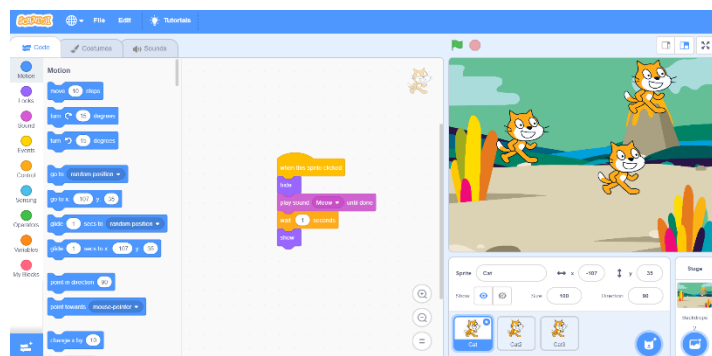 SCRATCH
File Edit Tutorials
Code Costumes Sounds
Motion
Looks
Sound
Events
Control
Sensing
Operators
Variables
My Blocks
Motion
move 10 steps
turn 15 degrees
turn 15 degrees
go to random position
go to x -107 y: 35
glide 1 secs to random position
glide 1 secs to x -107 y 35
point in direction 90
point towards mouse-pointer
change x by 10
when this sprite clicked
hide
play sound Meow until done
wait 1 seconds
show
Sprite Cat x -107 y 35
Show Size 100 Direction 90
Cat Cat2 Cat3
Stage
Backdrops
2